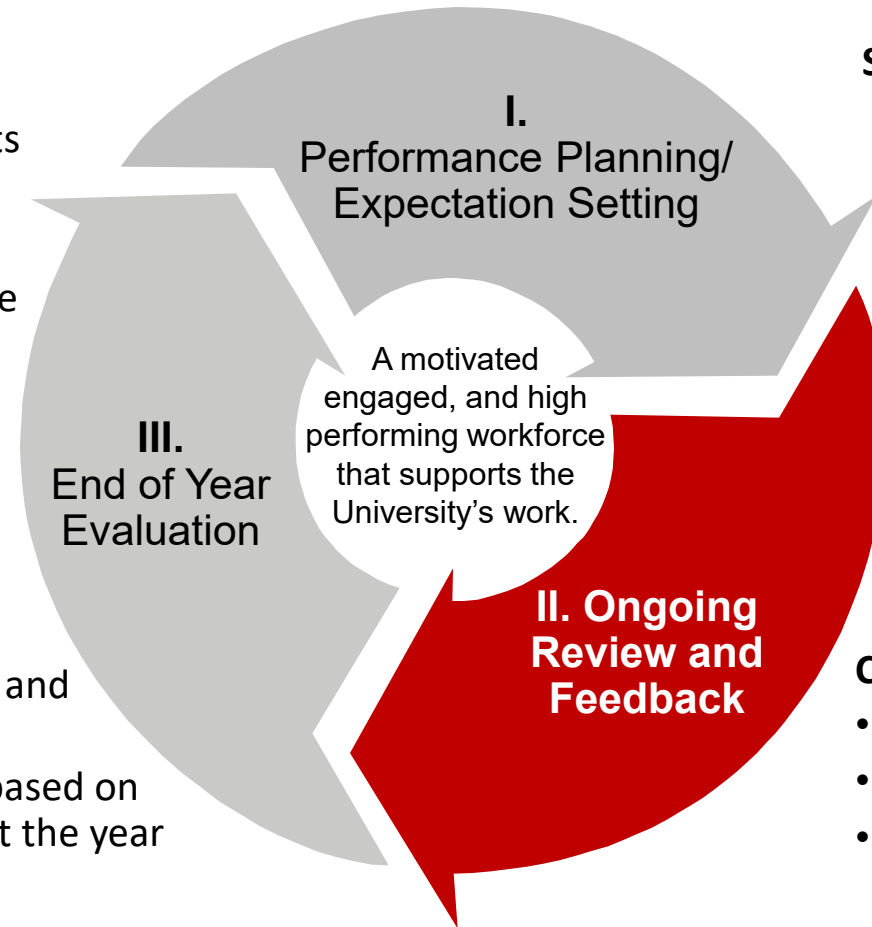 I.
Performance Planning/
Expectation Setting
A motivated
engaged, and high
performing workforce
that supports the
University’s work.
III.
End of Year
Evaluation
II. Ongoing
Review and
Feedback
and
based on
t the year
•
•
•